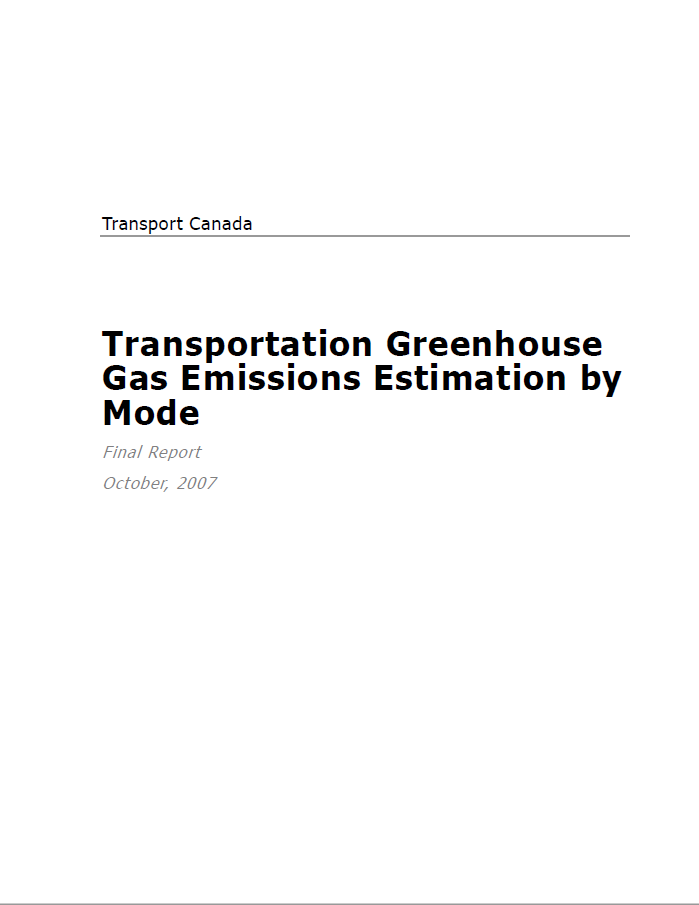 Transport Canada
Transportation Greenhouse
Gas Emissions Estimation by
Mode
Final Report
October, 2007